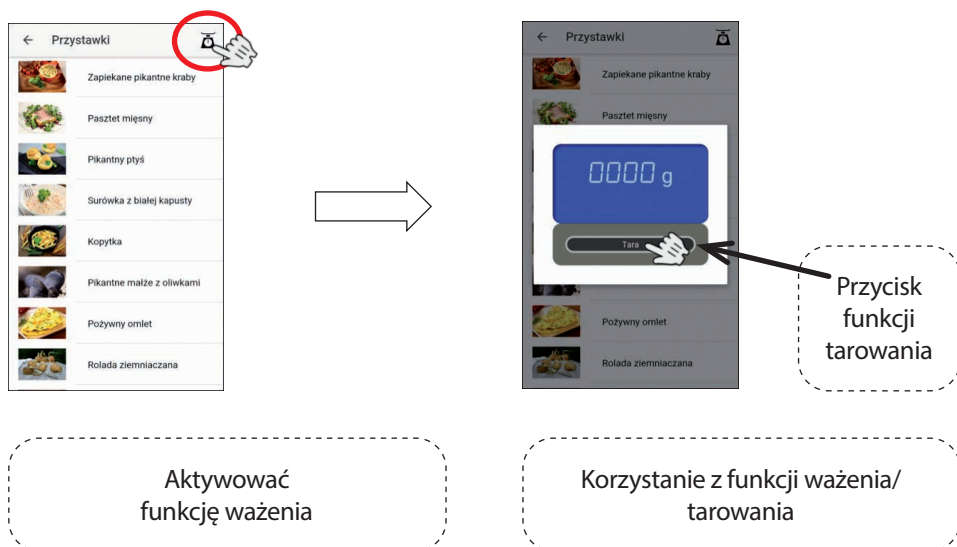 ← Przystawki
Zapiekane pikantne kraby
Pasztet mięsny
Pikantny ptyś
Surówka z białej kapusty
Kopytka
Pikantne małże z oliwkami
Pożywny omlet
Rolada ziemniaczana
Aktywować
funkcję ważenia
← Przystawki
Zapiekane pikantne kraby
Pasztet mięsny
0000 g
Tara
Pożywny omlet
Rolada ziemniaczana
Przycisk
funkcji
tarowania
Korzystanie z funkcji ważenia/
tarowania